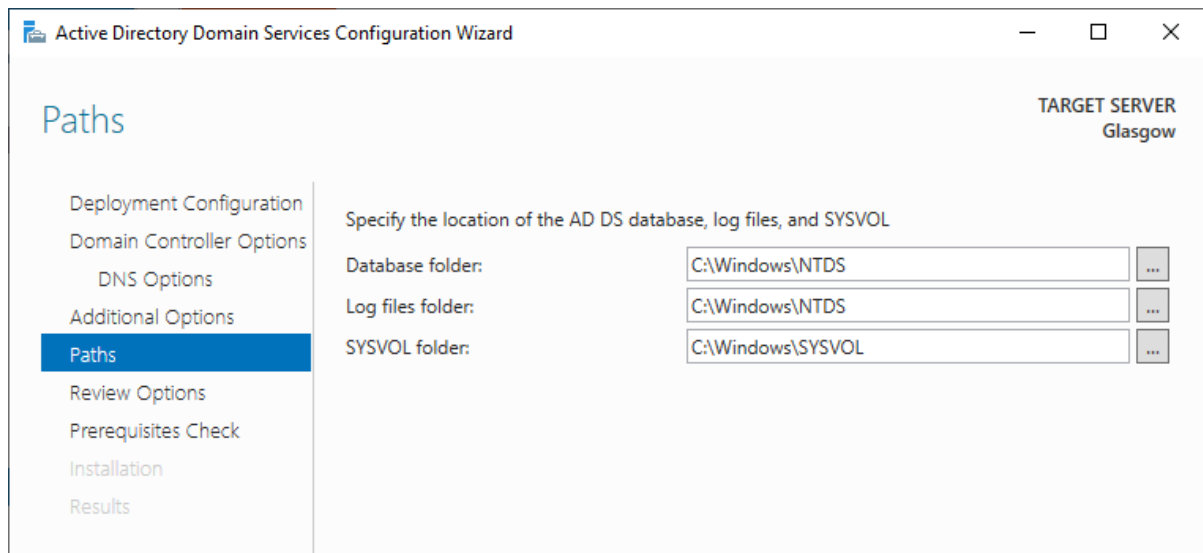 Active Directory Domain Services Configuration Wizard
Paths
TARGET SERVER
Glasgow
Deployment Configuration
Domain Controller Options
DNS Options
Additional Options
Paths
Review Options
Prerequisites Check
Installation
Results
Specify the location of the AD DS database, log files, and SYSVOL
Database folder: C:\Windows\NTDS ...
Log files folder: C:\Windows\NTDS ...
SYSVOL folder: C:\Windows\SYSVOL ...